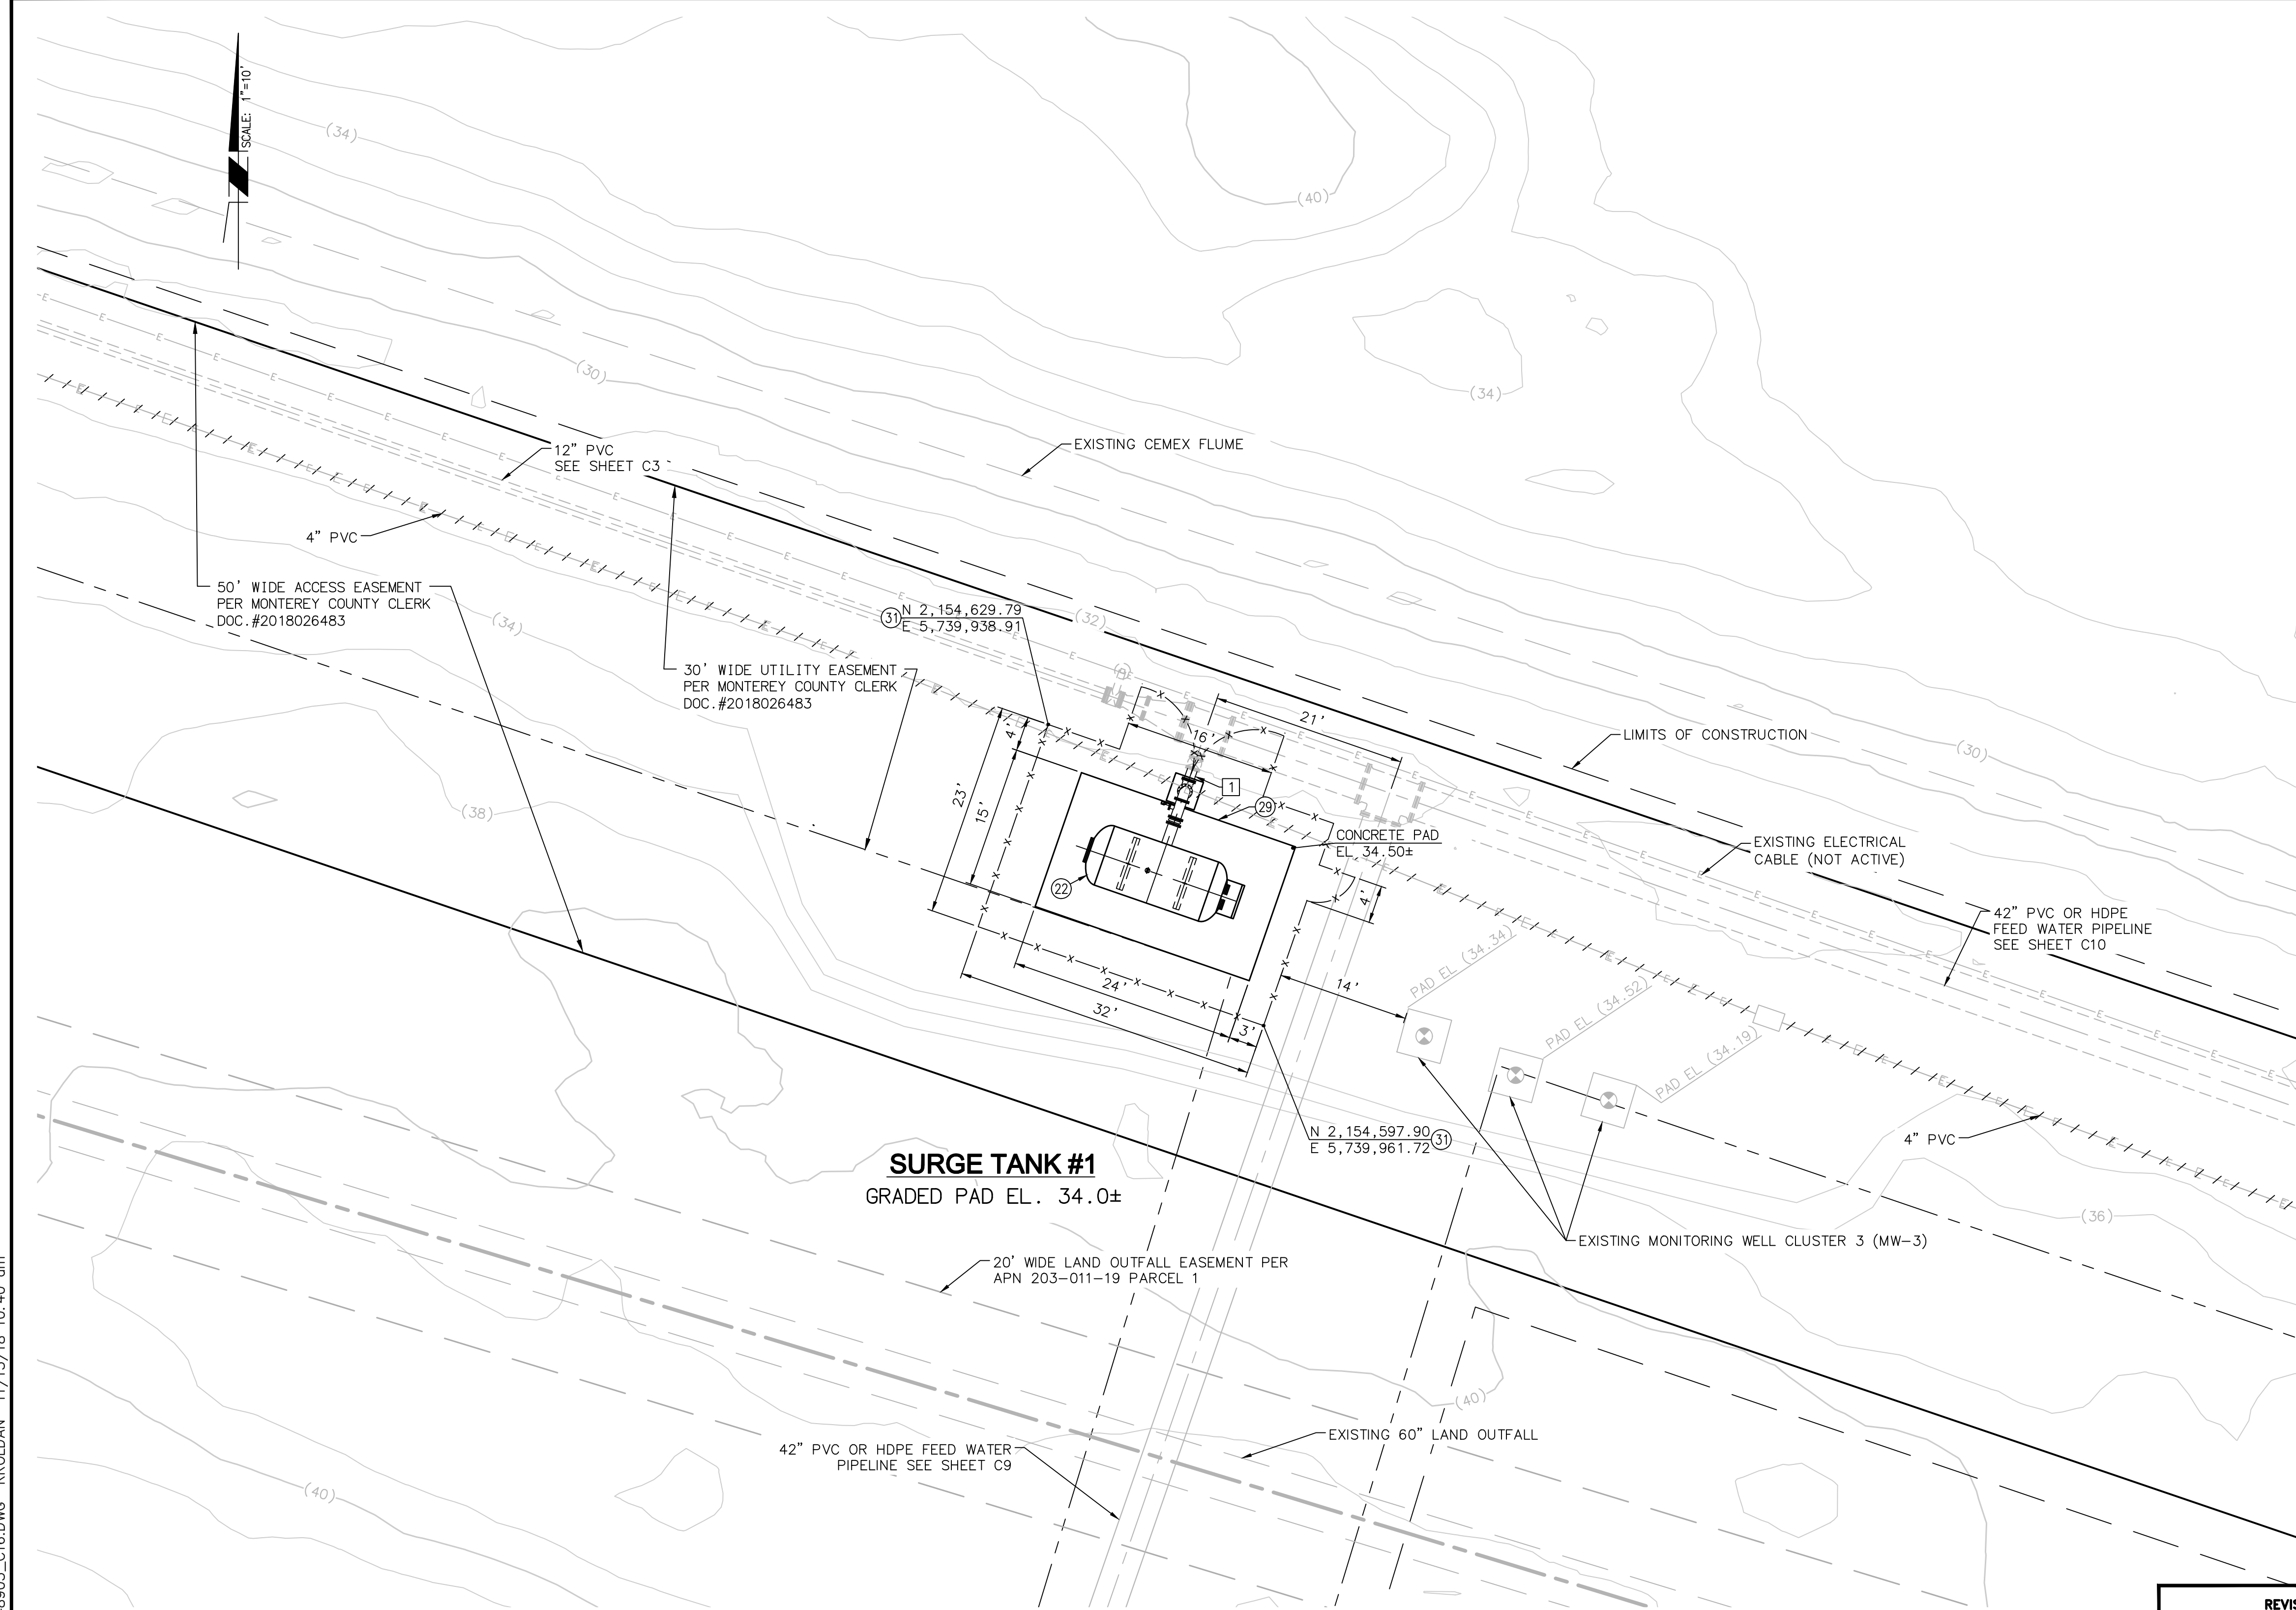 SCALE: 1"=10'
(34)
(40)
(30)
(34)
EXISTING CEMEX FLUME
12" PVC
SEE SHEET C3
4" PVC
50' WIDE ACCESS EASEMENT
PER MONTEREY COUNTY CLERK
DOC.#2018026483
(34)
31
N 2,154,629.79
E 5,739,938.91
(32)
30' WIDE UTILITY EASEMENT
PER MONTEREY COUNTY CLERK
DOC.#2018026483
21'
16'
4'
23'
15'
1
29
LIMITS OF CONSTRUCTION
(30)
(38)
CONCRETE PAD
EL 34.50±
22
4'
EXISTING ELECTRICAL
CABLE (NOT ACTIVE)
42" PVC OR HDPE
FEED WATER PIPELINE
SEE SHEET C10
PAD EL (34.34)
14'
24'
32'
3'
PAD EL (34.52)
PAD EL (34.19)
N 2,154,597.90
E 5,739,961.72
31
4" PVC
SURGE TANK #1
GRADED PAD EL. 34.0±
(36)
EXISTING MONITORING WELL CLUSTER 3 (MW-3)
20' WIDE LAND OUTFALL EASEMENT PER
APN 203-011-19 PARCEL 1
(40)
EXISTING 60" LAND OUTFALL
42" PVC OR HDPE FEED WATER
PIPELINE SEE SHEET C9
(40)